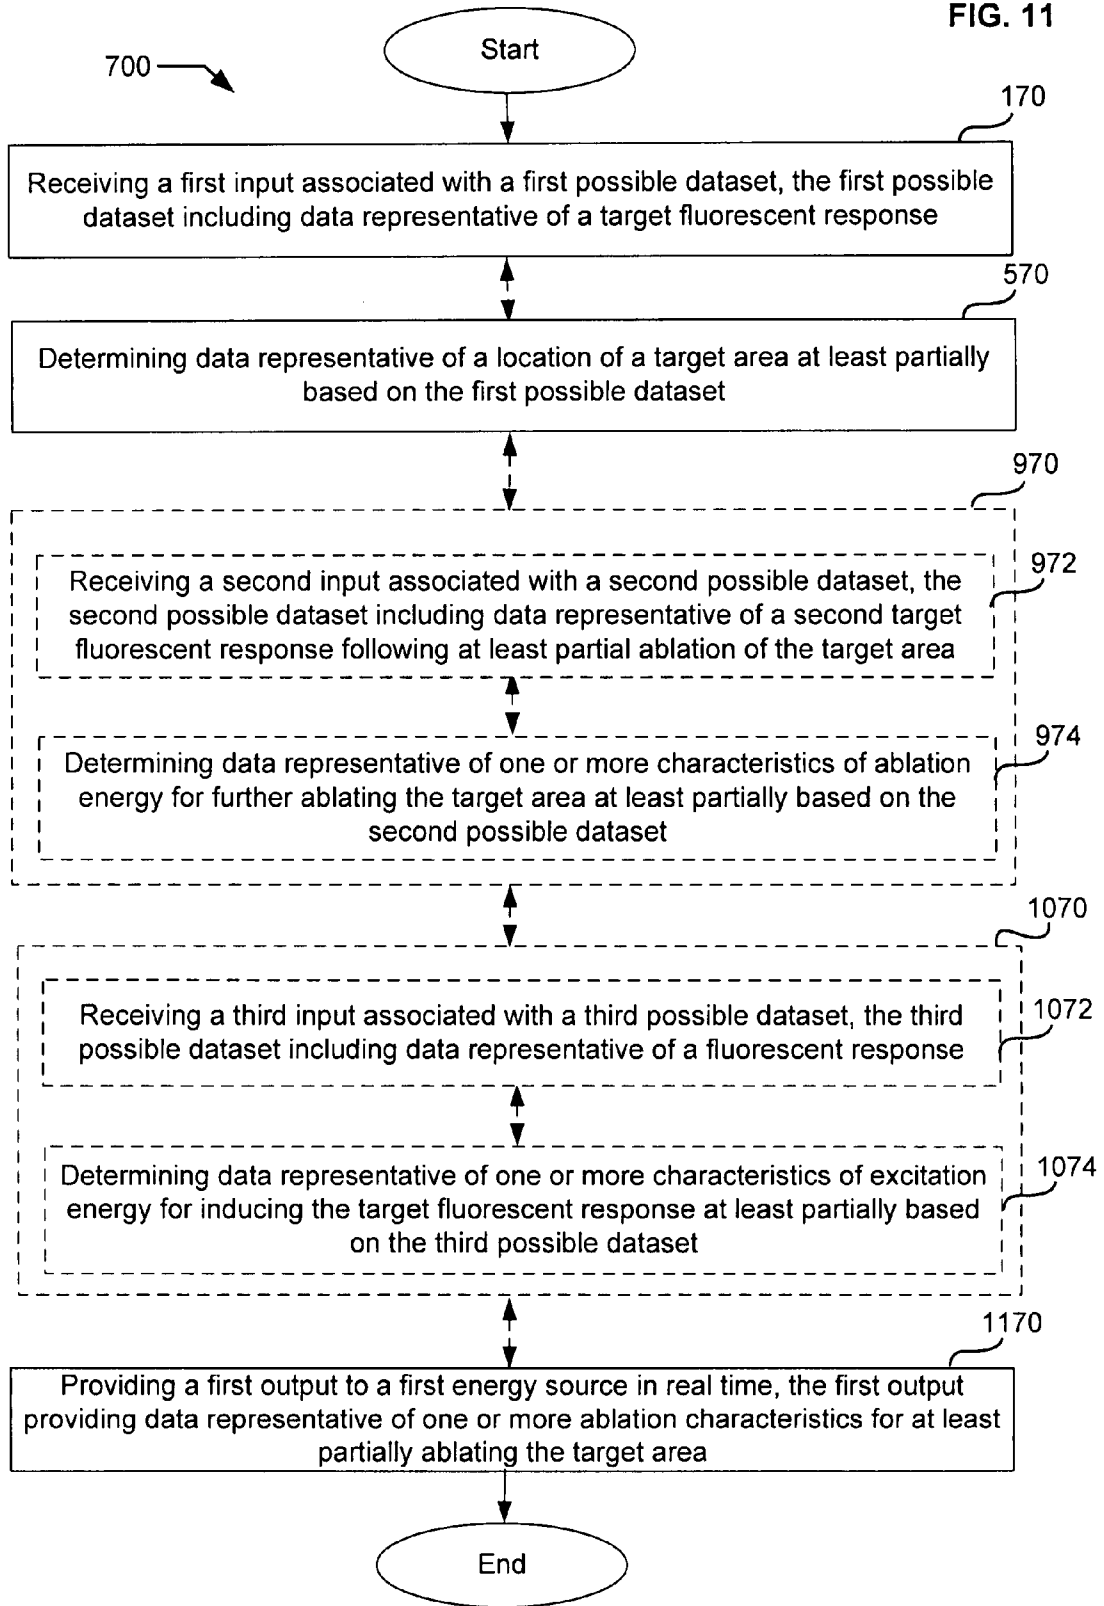 FIG. 11
Start
700
170
Receiving a first input associated with a first possible dataset, the first possible
dataset including data representative of a target fluorescent response
570
Determining data representative of a location of a target area at least partially
based on the first possible dataset
970
972
Receiving a second input associated with a second possible dataset, the
second possible dataset including data representative of a second target
fluorescent response following at least partial ablation of the target area
974
Determining data representative of one or more characteristics of ablation
energy for further ablating the target area at least partially based on the
second possible dataset
1070
1072
Receiving a third input associated with a third possible dataset, the third
possible dataset including data representative of a fluorescent response
1074
Determining data representative of one or more characteristics of excitation
energy for inducing the target fluorescent response at least partially based
on the third possible dataset
1170
Providing a first output to a first energy source in real time, the first output
providing data representative of one or more ablation characteristics for at least
partially ablating the target area
End